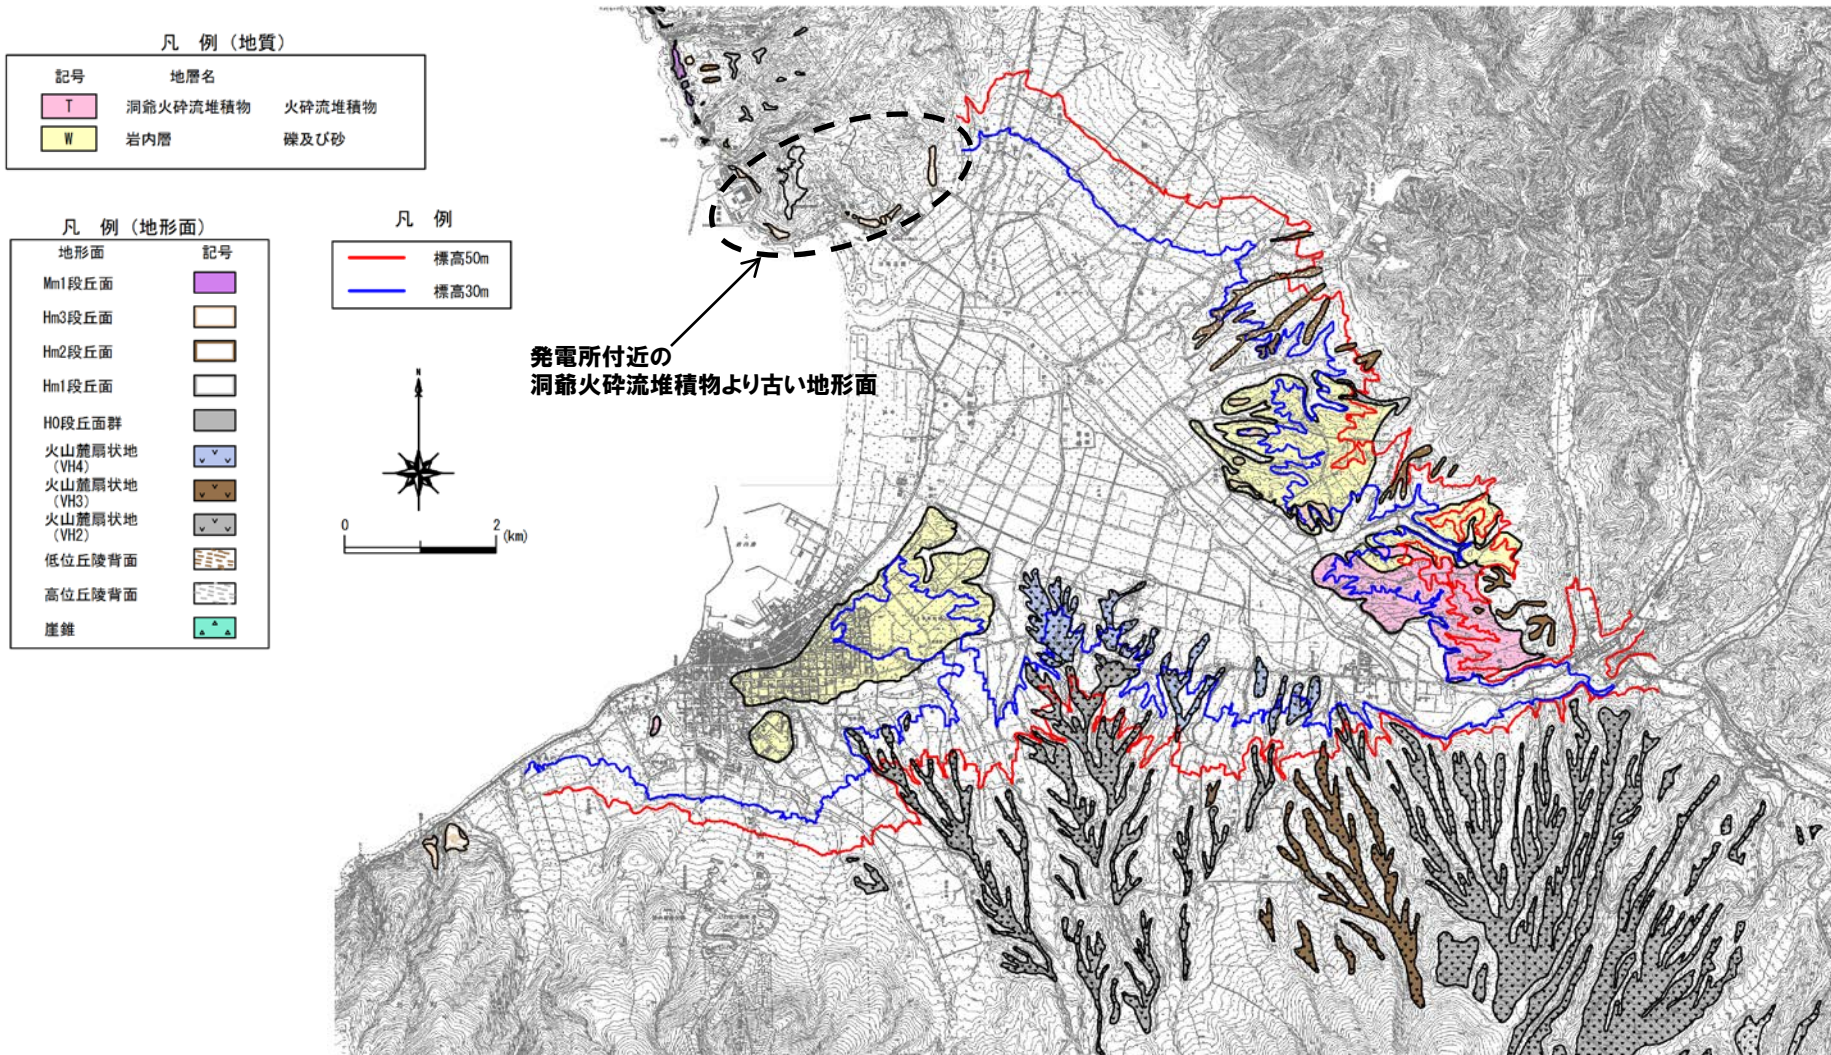 凡 例 (地質)
記号 地層名
T 洞爺火砕流堆積物 火砕流堆積物
W 岩内層 礫及び砂
凡 例 (地形面)
地形面 記号
Mm1段丘面
Hm3段丘面
Hm2段丘面
Hm1段丘面
H0段丘面群
火山麓扇状地
(VH4)
火山麓扇状地
(VH3)
火山麓扇状地
(VH2)
低位丘陵背面
高位丘陵背面
崖錐
凡 例
標高50m
標高30m
N
0 2
(km)
発電所付近の
洞爺火砕流堆積物より古い地形面